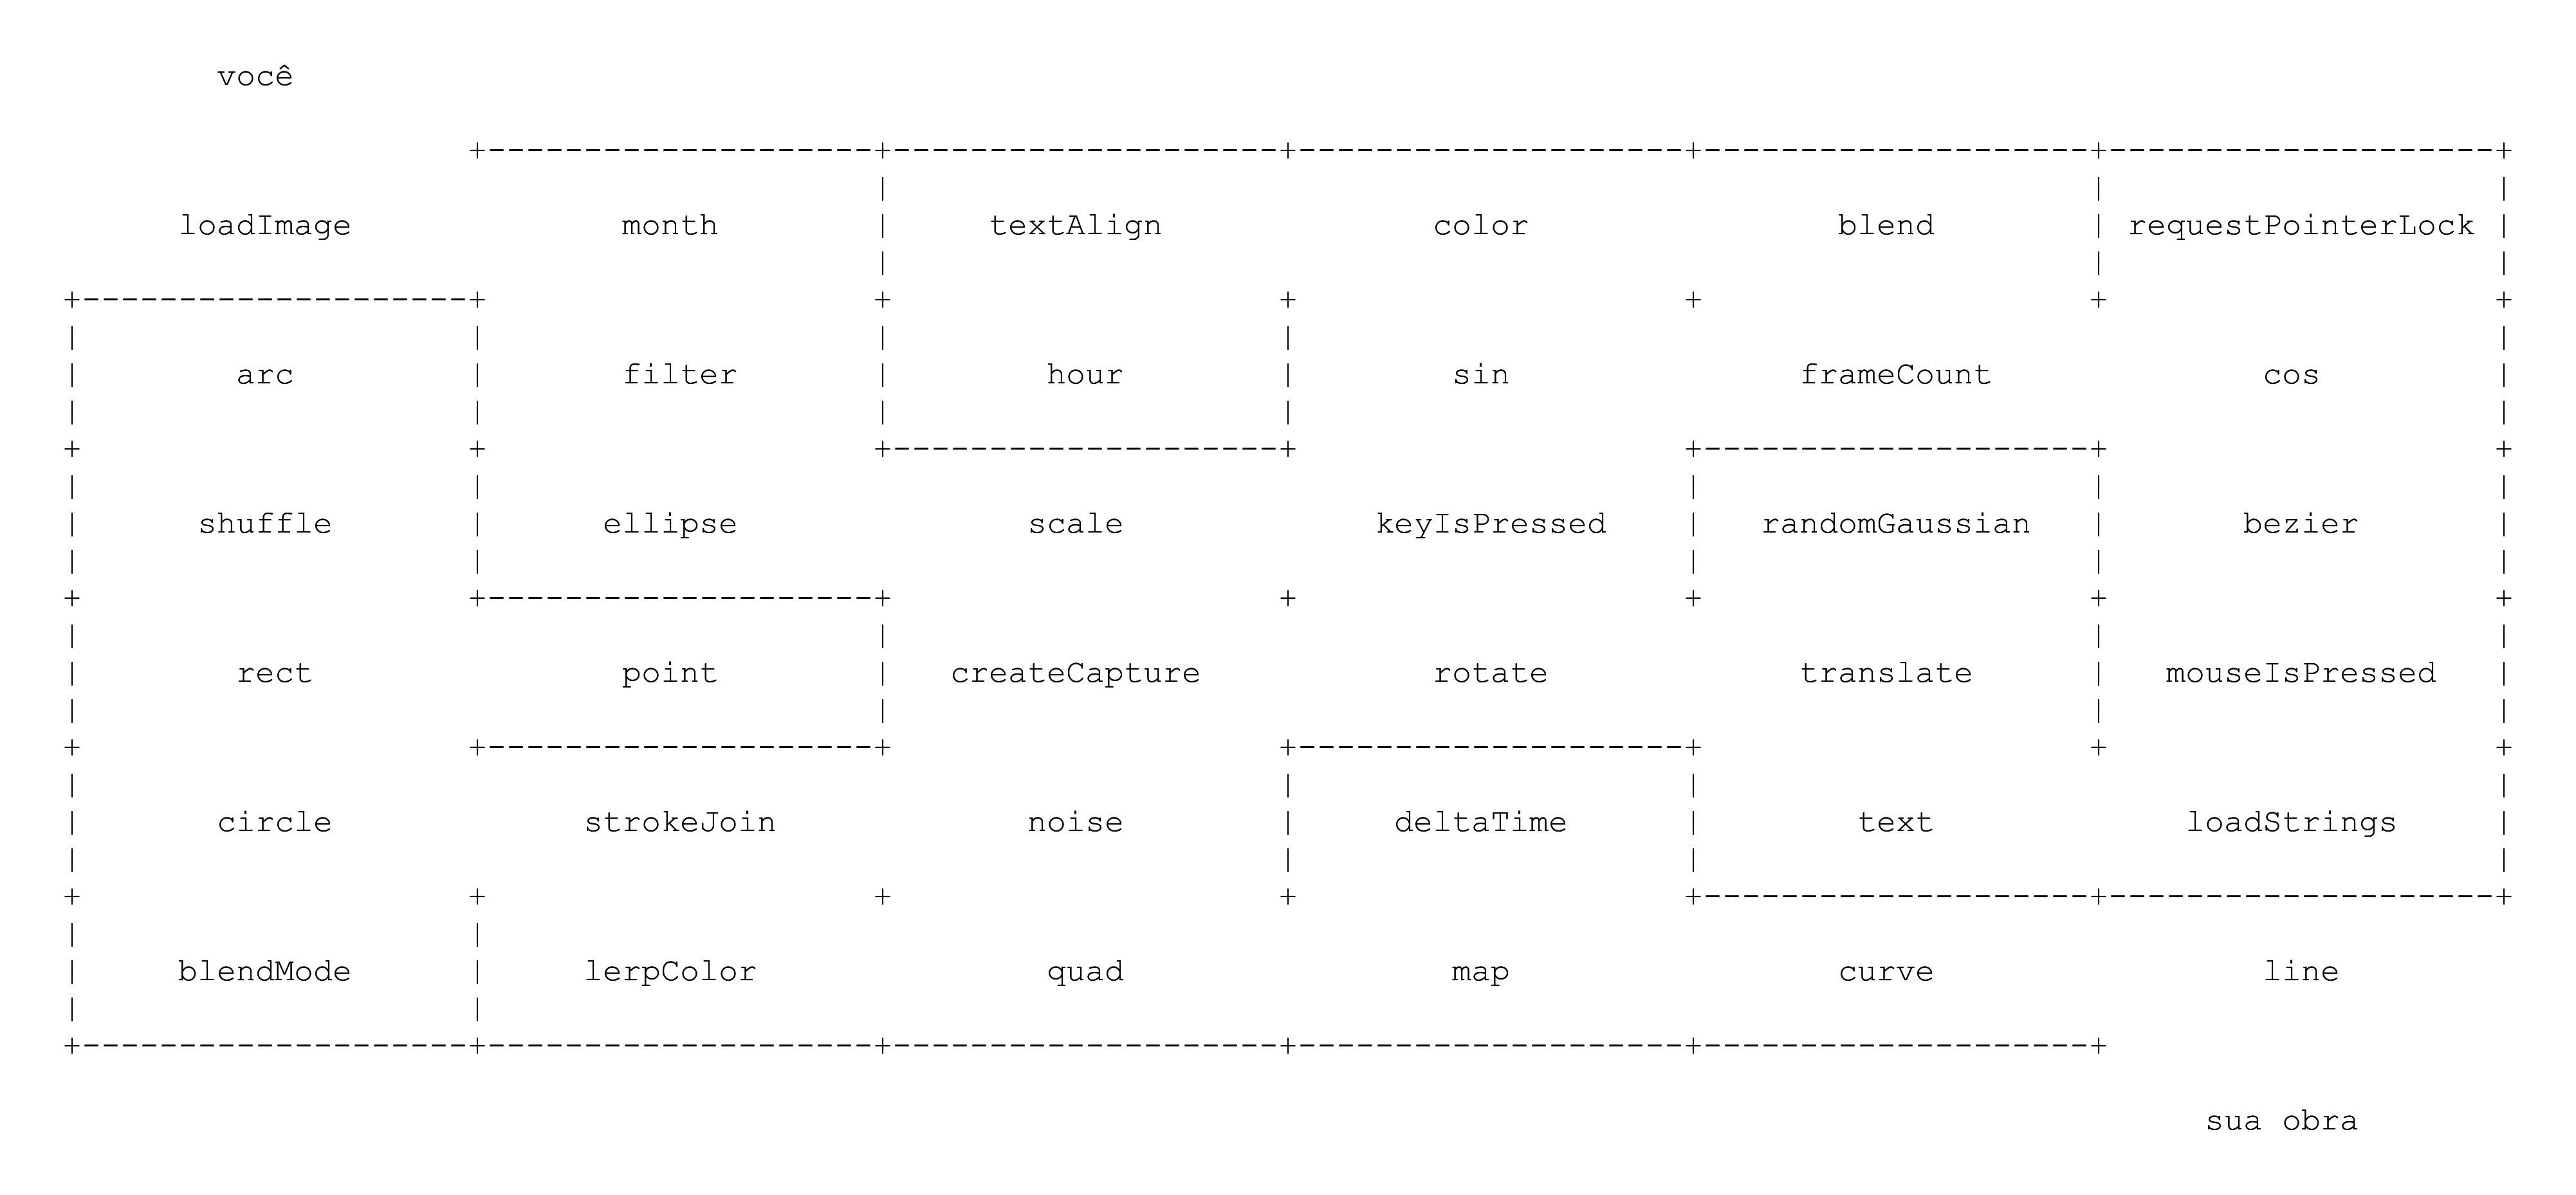 você
loadImage month textAlign color blend requestPointerLock
arc filter hour sin frameCount cos
shuffle ellipse scale keyIsPressed randomGaussian bezier
rect point createCapture rotate translate mouseIsPressed
circle strokeJoin noise deltaTime text loadStrings
blendMode lerpColor quad map curve line
sua obra